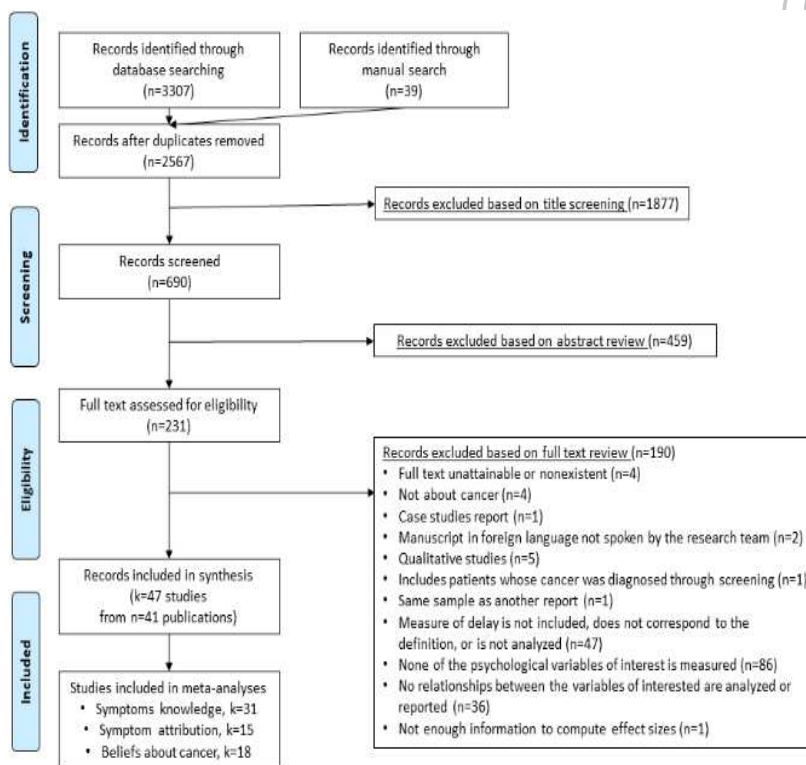 Identification
Records identified through
database searching
(n=3307)
Records identified through
manual search
(n=39)
Records after duplicates removed
(n=2567)
Records excluded based on title screening (n=1877)
Screening
Records screened
(n=690)
Records excluded based on abstract review (n=459)
Eligibility
Full text assessed for eligibility
(n=231)
Records excluded based on full text review (n=190)
• Full text unattainable or nonexistent (n=4)
• Not about cancer (n=4)
• Case studies report (n=1)
• Manuscript in foreign language not spoken by the research team (n=2)
• Qualitative studies (n=5)
• Includes patients whose cancer was diagnosed through screening (n=1)
• Same sample as another report (n=1)
• Measure of delay is not included, does not correspond to the
definition, or is not analyzed (n=47)
• None of the psychological variables of interest is measured (n=86)
• No relationships between the variables of interested are analyzed or
reported (n=36)
• Not enough information to compute effect sizes (n=1)
Included
Records included in synthesis
(k=47 studies
from n=41 publications)
Studies included in meta-analyses
• Symptoms knowledge, k=31
• Symptom attribution, k=15
• Beliefs about cancer, k=18